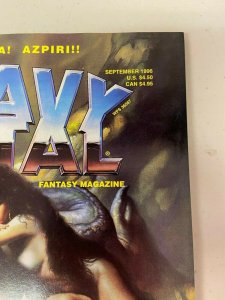 A! AZPIRI!!
SEPTEMBER 1996
U.S. $4.50
CAN $4.95
AVY
TAL®
FANTASY MAGAZINE